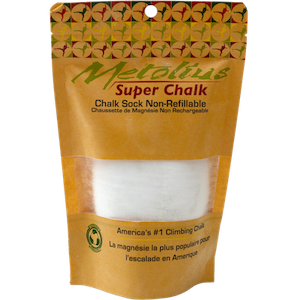 Metolius
Super Chalk
Chalk Sock Non-Refillable
Chaussette de Magnésie Non Rechargeable
America's #1 Climbing Chalk
La magnésie la plus populaire pour
l'escalade en Amerique